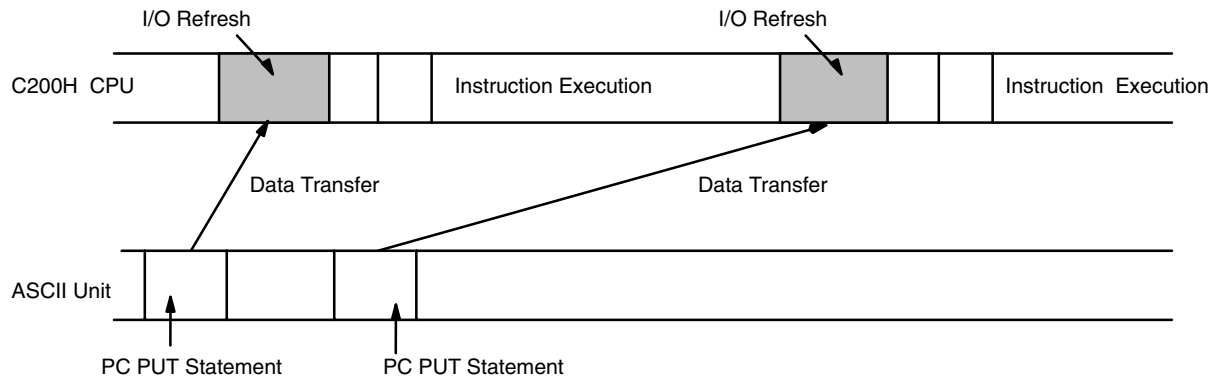 I/O Refresh
I/O Refresh
C200H CPU
Instruction Execution
Instruction Execution
Data Transfer
Data Transfer
ASCII Unit
PC PUT Statement
PC PUT Statement